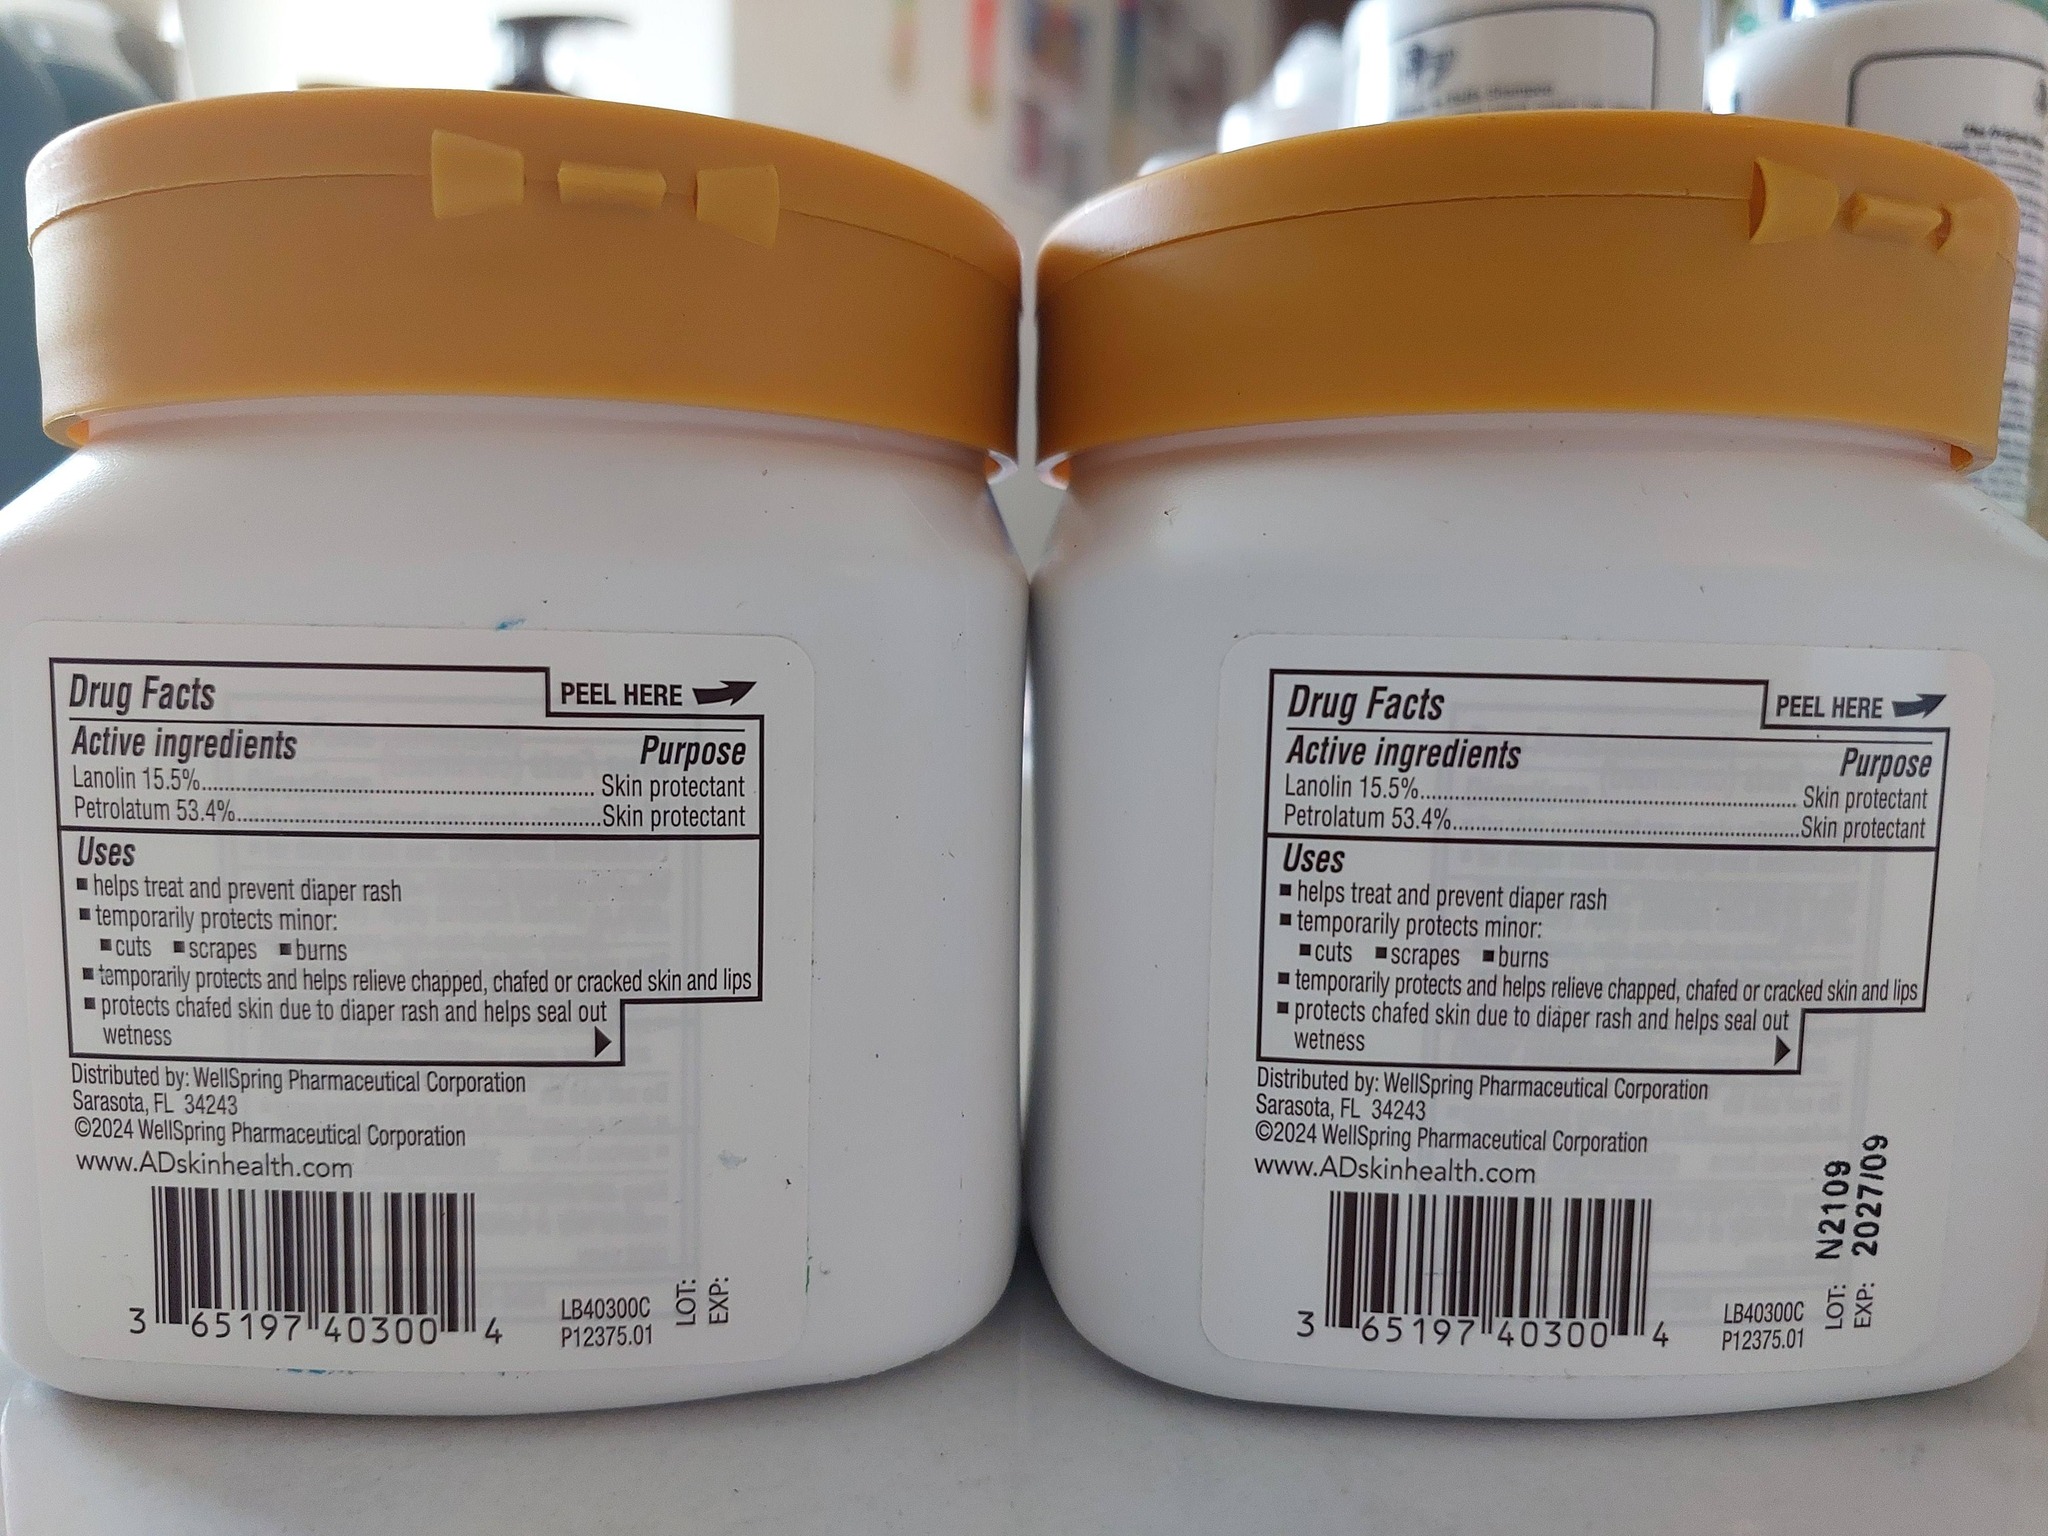 Drug Facts
PEEL HERE
Active ingredients Purpose
Lanolin 15.5%........................ Skin protectant
Petrolatum 53.4%........................Skin protectant
Uses
▪ helps treat and prevent diaper rash
▪ temporarily protects minor:
▪ cuts ▪ scrapes ▪ burns
▪ temporarily protects and helps relieve chapped, chafed or cracked skin and lips
▪ protects chafed skin due to diaper rash and helps seal out
wetness
Distributed by: WellSpring Pharmaceutical Corporation
Sarasota, FL 34243
©2024 WellSpring Pharmaceutical Corporation
www.ADskinhealth.com
3 65197 40300 4
LB40300C
P12375.01
LOT:
EXP:
Drug Facts
PEEL HERE
Active ingredients Purpose
Lanolin 15.5%........................ Skin protectant
Petrolatum 53.4%........................Skin protectant
Uses
▪ helps treat and prevent diaper rash
▪ temporarily protects minor:
▪ cuts ▪ scrapes ▪ burns
▪ temporarily protects and helps relieve chapped, chafed or cracked skin and lips
▪ protects chafed skin due to diaper rash and helps seal out
wetness
Distributed by: WellSpring Pharmaceutical Corporation
Sarasota, FL 34243
©2024 WellSpring Pharmaceutical Corporation
www.ADskinhealth.com
3 65197 40300 4
LB40300C
P12375.01
LOT: N2109
EXP: 2027/09